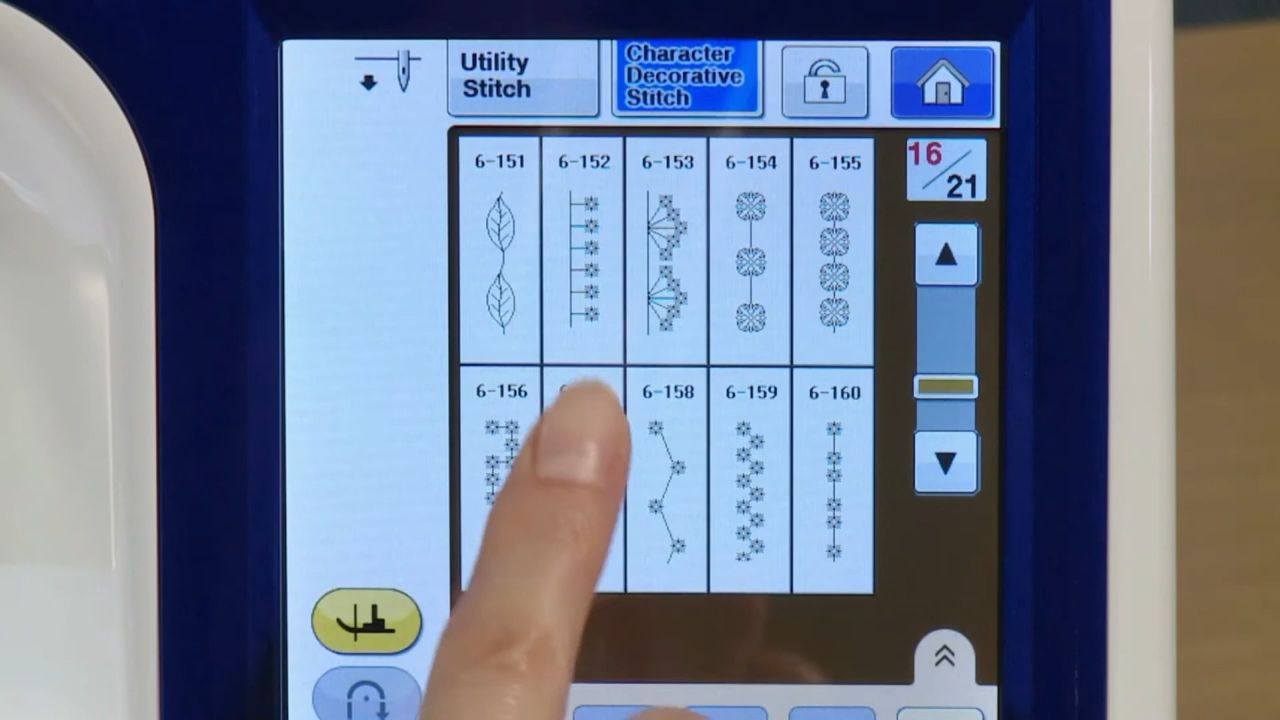 Utility
Stitch
Character
Decorative
Stitch
16
21
6-151
6-152
6-153
6-154
6-155
6-156
6-158
6-159
6-160